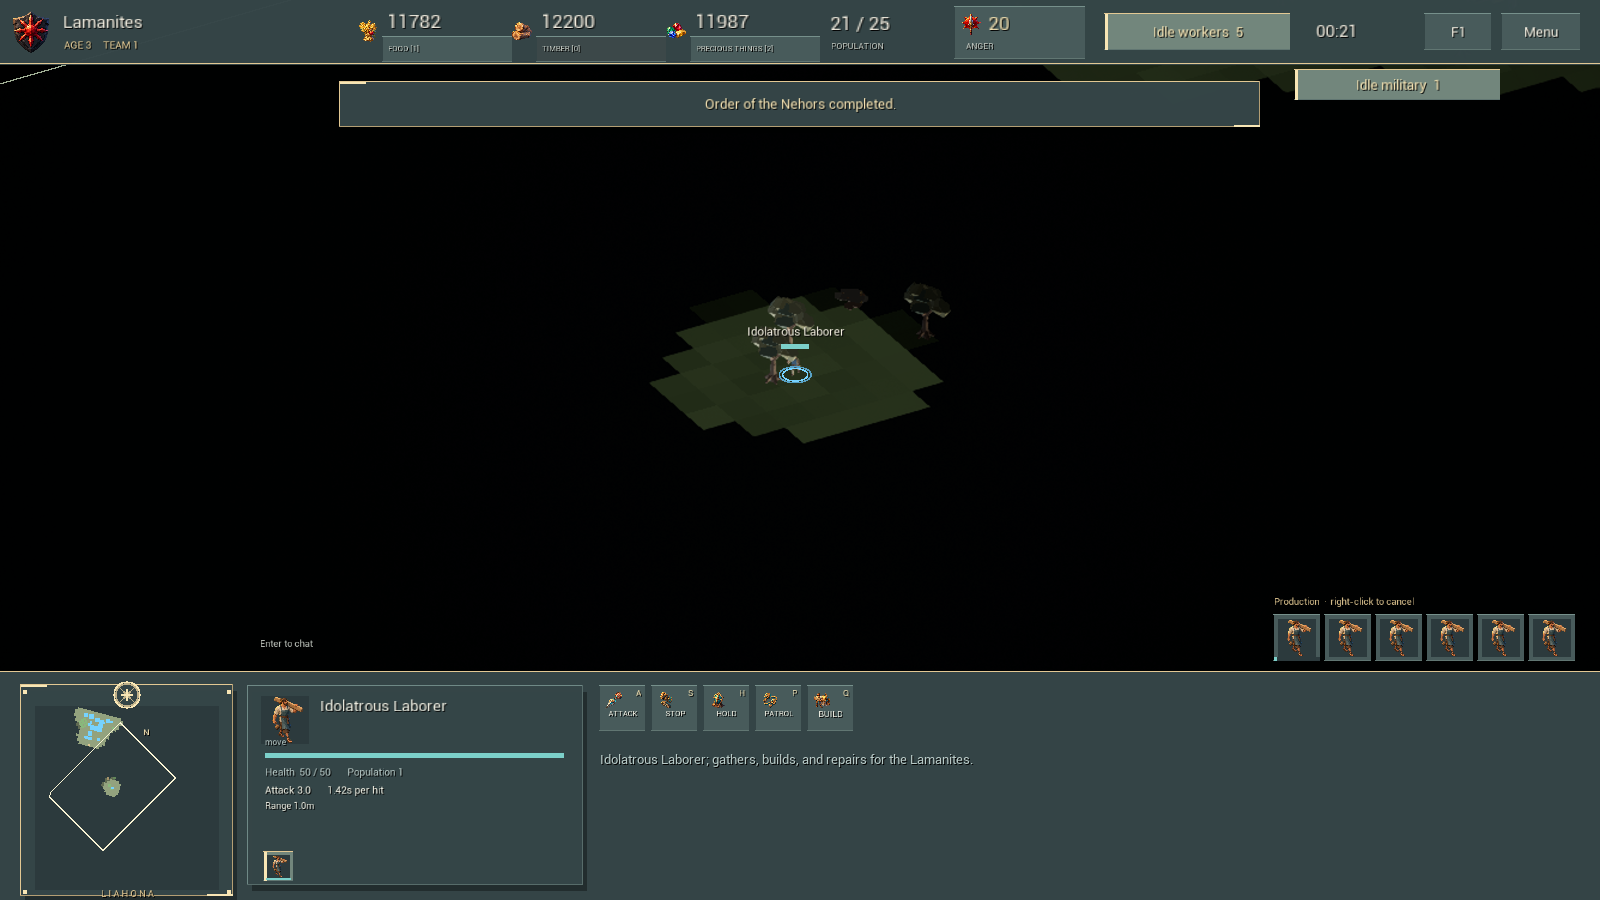 Lamanites
AGE 3 TEAM 1
11782
FOOD [1]
12200
TIMBER [0]
11987
PRECIOUS THINGS [2]
21 / 25
POPULATION
20
ANGER
Idle workers 5
00:21
F1
Menu
Idle military 1
Order of the Nehors completed.
Idolatrous Laborer
Production · right-click to cancel
Enter to chat
N
LIAHONA
Idolatrous Laborer
move
Health 50 / 50 Population 1
Attack 3.0 1.42s per hit
Range 1.0m
A
ATTACK
S
STOP
H
HOLD
P
PATROL
Q
BUILD
Idolatrous Laborer; gathers, builds, and repairs for the Lamanites.